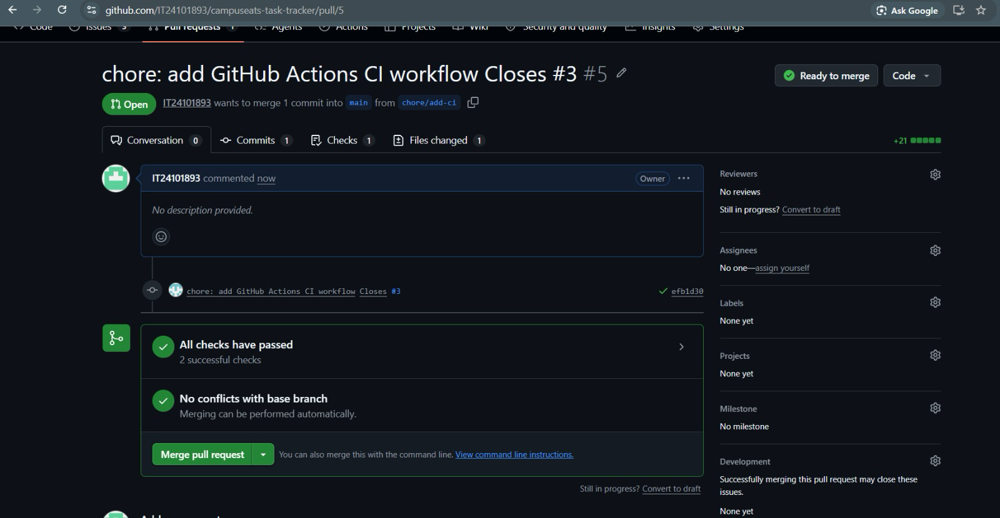 github.com/IT24101893/campuseats-task-tracker/pull/5
Ask Google
Code Issues 3 Pull requests 1 Agents Actions Projects Wiki Security and quality Insights Settings
chore: add GitHub Actions CI workflow Closes #3 #5
Ready to merge
Code
Open
IT24101893 wants to merge 1 commit into main from chore/add-ci
Conversation 0
Commits 1
Checks 1
Files changed 1
+21
IT24101893 commented now
Owner
No description provided.
chore: add GitHub Actions CI workflow Closes #3
efb1d30
All checks have passed
2 successful checks
No conflicts with base branch
Merging can be performed automatically.
Merge pull request
You can also merge this with the command line. View command line instructions.
Still in progress? Convert to draft
Reviewers
No reviews
Still in progress? Convert to draft
Assignees
No one—assign yourself
Labels
None yet
Projects
None yet
Milestone
No milestone
Development
Successfully merging this pull request may close these
issues.
None yet